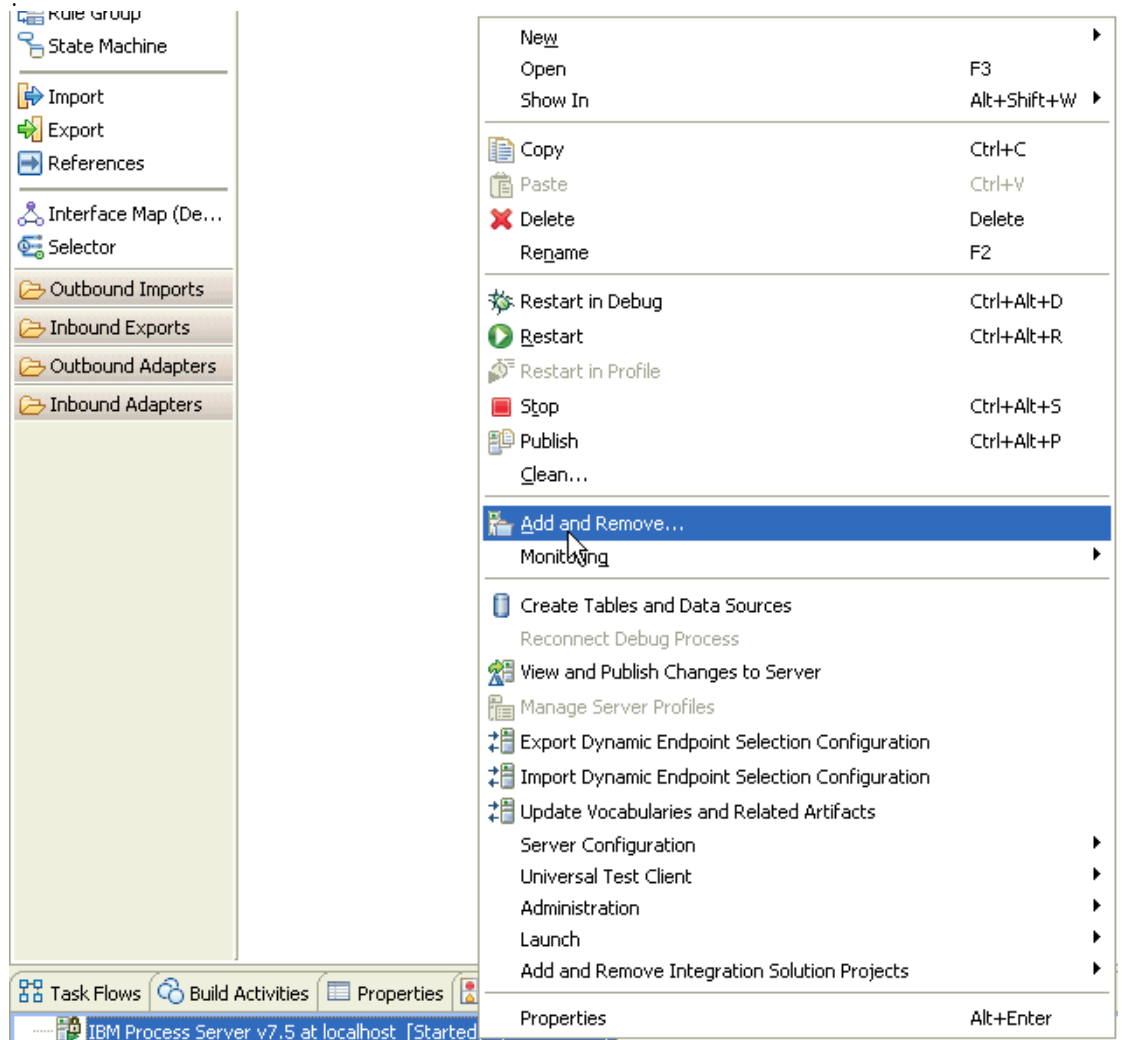 Rule Group
State Machine
Import
Export
References
Interface Map (De...
Selector
Outbound Imports
Inbound Exports
Outbound Adapters
Inbound Adapters
New
Open F3
Show In Alt+Shift+W
Copy Ctrl+C
Paste Ctrl+V
Delete Delete
Rename F2
Restart in Debug Ctrl+Alt+D
Restart Ctrl+Alt+R
Restart in Profile
Stop Ctrl+Alt+S
Publish Ctrl+Alt+P
Clean...
Add and Remove...
Monitoring
Create Tables and Data Sources
Reconnect Debug Process
View and Publish Changes to Server
Manage Server Profiles
Export Dynamic Endpoint Selection Configuration
Import Dynamic Endpoint Selection Configuration
Update Vocabularies and Related Artifacts
Server Configuration
Universal Test Client
Administration
Launch
Add and Remove Integration Solution Projects
Properties Alt+Enter
Task Flows Build Activities Properties
IBM Process Server v7.5 at localhost [Started